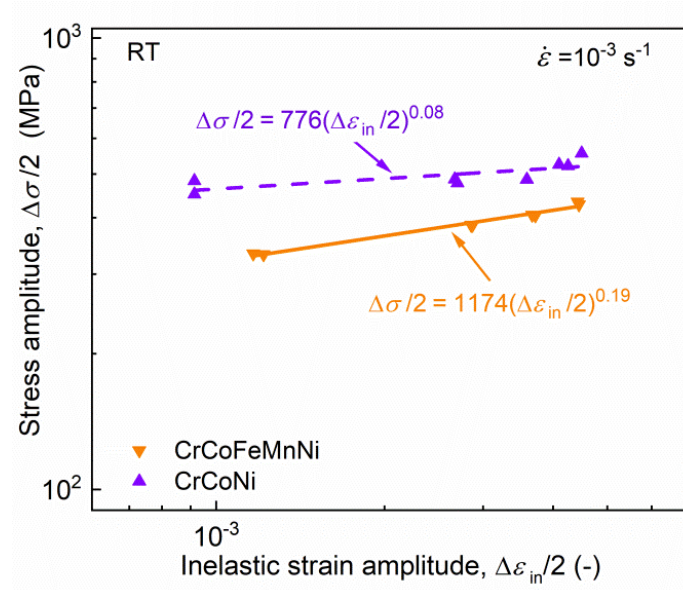 10³
RT
ε̇ =10⁻³ s⁻¹
Δσ/2 = 776(Δε_in/2)^0.08
Δσ/2 = 1174(Δε_in/2)^0.19
Stress amplitude, Δσ/2 (MPa)
CrCoFeMnNi
CrCoNi
10²
10⁻³
Inelastic strain amplitude, Δε_in/2 (-)